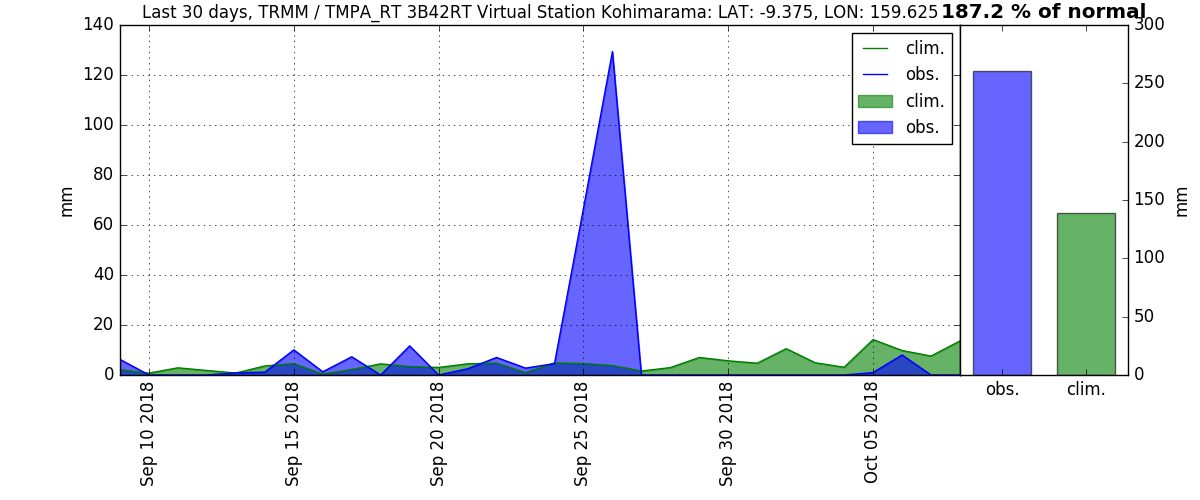 Last 30 days, TRMM / TMPA_RT 3B42RT Virtual Station Kohimarama: LAT: -9.375, LON: 159.625
187.2 % of normal
140
120
100
80
60
40
20
0
mm
clim.
obs.
clim.
obs.
Sep 10 2018
Sep 15 2018
Sep 20 2018
Sep 25 2018
Sep 30 2018
Oct 05 2018
300
250
200
150
100
50
0
mm
obs.
clim.